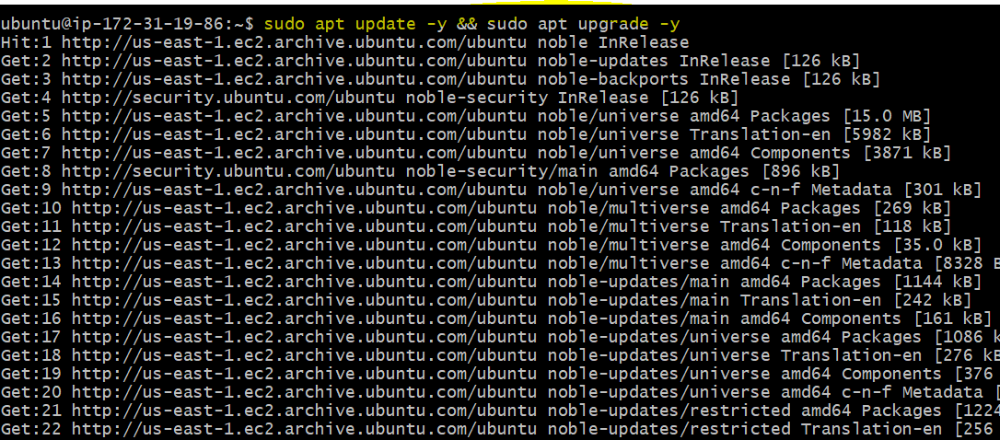 ubuntu@ip-172-31-19-86:~$ sudo apt update -y && sudo apt upgrade -y
Hit:1 http://us-east-1.ec2.archive.ubuntu.com/ubuntu noble InRelease
Get:2 http://us-east-1.ec2.archive.ubuntu.com/ubuntu noble-updates InRelease [126 kB]
Get:3 http://us-east-1.ec2.archive.ubuntu.com/ubuntu noble-backports InRelease [126 kB]
Get:4 http://security.ubuntu.com/ubuntu noble-security InRelease [126 kB]
Get:5 http://us-east-1.ec2.archive.ubuntu.com/ubuntu noble/universe amd64 Packages [15.0 MB]
Get:6 http://us-east-1.ec2.archive.ubuntu.com/ubuntu noble/universe Translation-en [5982 kB]
Get:7 http://us-east-1.ec2.archive.ubuntu.com/ubuntu noble/universe amd64 Components [3871 kB]
Get:8 http://security.ubuntu.com/ubuntu noble-security/main amd64 Packages [896 kB]
Get:9 http://us-east-1.ec2.archive.ubuntu.com/ubuntu noble/universe amd64 c-n-f Metadata [301 kB]
Get:10 http://us-east-1.ec2.archive.ubuntu.com/ubuntu noble/multiverse amd64 Packages [269 kB]
Get:11 http://us-east-1.ec2.archive.ubuntu.com/ubuntu noble/multiverse Translation-en [118 kB]
Get:12 http://us-east-1.ec2.archive.ubuntu.com/ubuntu noble/multiverse amd64 Components [35.0 kB]
Get:13 http://us-east-1.ec2.archive.ubuntu.com/ubuntu noble/multiverse amd64 c-n-f Metadata [8328 B
Get:14 http://us-east-1.ec2.archive.ubuntu.com/ubuntu noble-updates/main amd64 Packages [1144 kB]
Get:15 http://us-east-1.ec2.archive.ubuntu.com/ubuntu noble-updates/main Translation-en [242 kB]
Get:16 http://us-east-1.ec2.archive.ubuntu.com/ubuntu noble-updates/main amd64 Components [161 kB]
Get:17 http://us-east-1.ec2.archive.ubuntu.com/ubuntu noble-updates/universe amd64 Packages [1086 k
Get:18 http://us-east-1.ec2.archive.ubuntu.com/ubuntu noble-updates/universe Translation-en [276 kB
Get:19 http://us-east-1.ec2.archive.ubuntu.com/ubuntu noble-updates/universe amd64 Components [376
Get:20 http://us-east-1.ec2.archive.ubuntu.com/ubuntu noble-updates/universe amd64 c-n-f Metadata [
Get:21 http://us-east-1.ec2.archive.ubuntu.com/ubuntu noble-updates/restricted amd64 Packages [1224
Get:22 http://us-east-1.ec2.archive.ubuntu.com/ubuntu noble-updates/restricted Translation-en [256